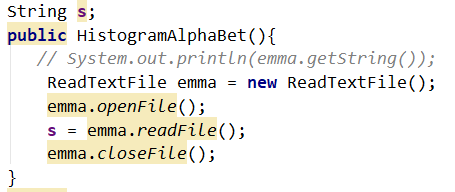 String s;
public HistogramAlphaBet(){
// System.out.println(emma.getString());
ReadTextFile emma = new ReadTextFile();
emma.openFile();
s = emma.readFile();
emma.closeFile();
}